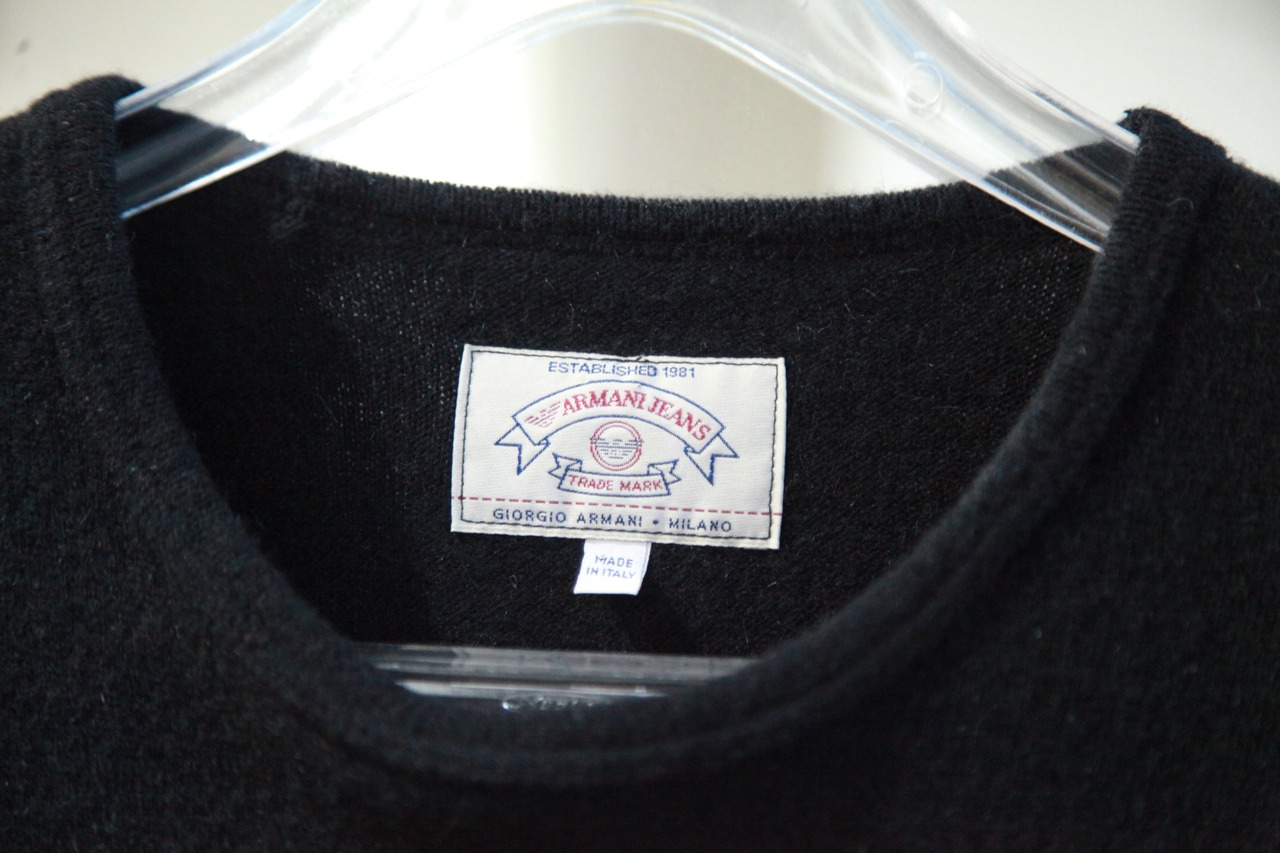 ESTABLISHED 1981
ARMANI JEANS
TRADE MARK
GIORGIO ARMANI • MILANO
MADE
IN ITALY